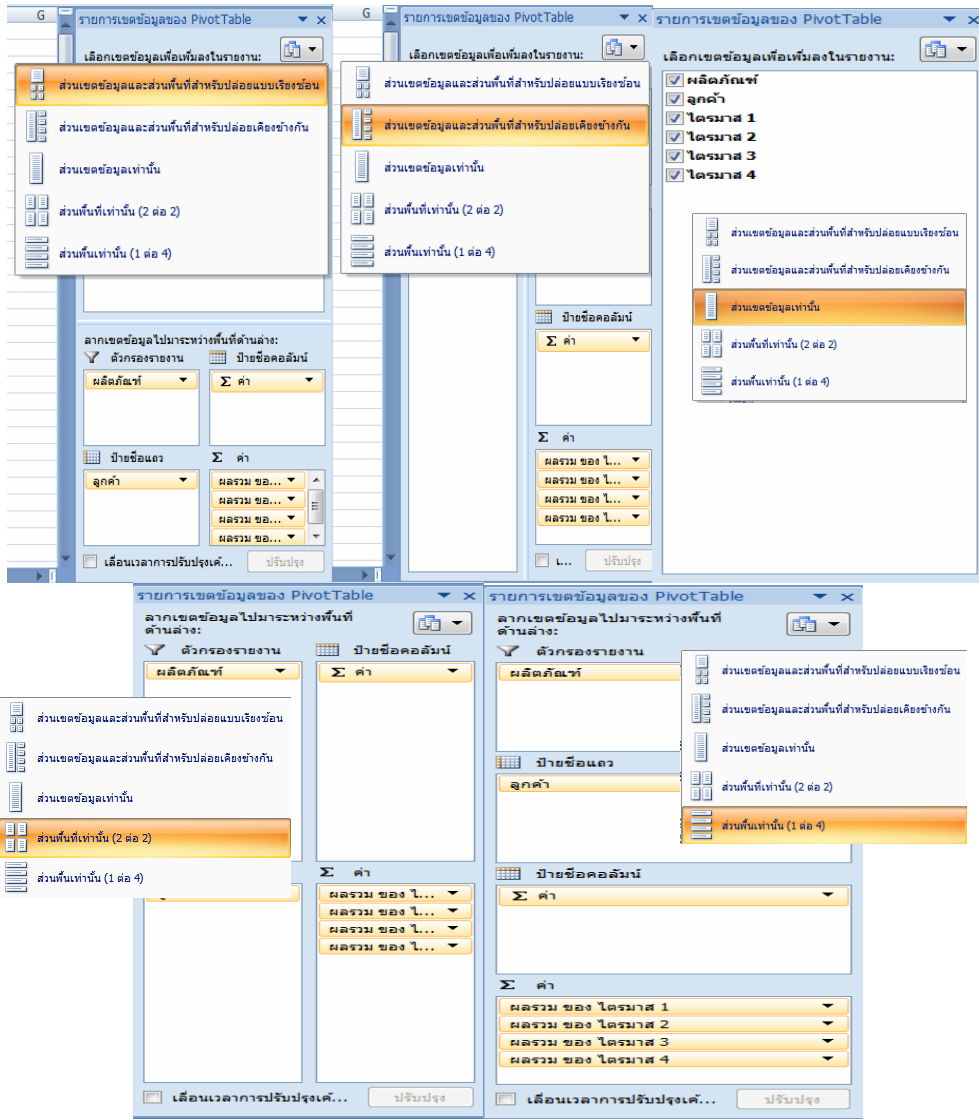 G
รายการเขตข้อมูลของ PivotTable
เลือกเขตข้อมูลเพื่อเพิ่มลงในรายงาน:
ส่วนเขตข้อมูลและส่วนพื้นที่สำหรับปล่อยแบบเรียงซ้อน
ส่วนเขตข้อมูลและส่วนพื้นที่สำหรับปล่อยเคียงข้างกัน
ส่วนเขตข้อมูลเท่านั้น
ส่วนพื้นที่เท่านั้น (2 ต่อ 2)
ส่วนพื้นเท่านั้น (1 ต่อ 4)
ลากเขตข้อมูลไปมาระหว่างพื้นที่ด้านล่าง:
ตัวกรองรายงาน
ป้ายชื่อคอลัมน์
ผลิตภัณฑ์
Σ ค่า
ป้ายชื่อแถว
Σ ค่า
ลูกค้า
ผลรวม ขอ...
ผลรวม ขอ...
ผลรวม ขอ...
ผลรวม ขอ...
เลื่อนเวลาการปรับปรุงเค้...
ปรับปรุง
G
รายการเขตข้อมูลของ PivotTable
เลือกเขตข้อมูลเพื่อเพิ่มลงในรายงาน:
ส่วนเขตข้อมูลและส่วนพื้นที่สำหรับปล่อยแบบเรียงซ้อน
ส่วนเขตข้อมูลและส่วนพื้นที่สำหรับปล่อยเคียงข้างกัน
ส่วนเขตข้อมูลเท่านั้น
ส่วนพื้นที่เท่านั้น (2 ต่อ 2)
ส่วนพื้นเท่านั้น (1 ต่อ 4)
ป้ายชื่อคอลัมน์
Σ ค่า
Σ ค่า
ผลรวม ของ ไ...
ผลรวม ของ ไ...
ผลรวม ของ ไ...
ผลรวม ของ ไ...
เ...
ปรับปรุง
รายการเขตข้อมูลของ PivotTable
เลือกเขตข้อมูลเพื่อเพิ่มลงในรายงาน:
ผลิตภัณฑ์
ลูกค้า
ไตรมาส 1
ไตรมาส 2
ไตรมาส 3
ไตรมาส 4
ส่วนเขตข้อมูลและส่วนพื้นที่สำหรับปล่อยแบบเรียงซ้อน
ส่วนเขตข้อมูลและส่วนพื้นที่สำหรับปล่อยเคียงข้างกัน
ส่วนเขตข้อมูลเท่านั้น
ส่วนพื้นที่เท่านั้น (2 ต่อ 2)
ส่วนพื้นเท่านั้น (1 ต่อ 4)
รายการเขตข้อมูลของ PivotTable
ลากเขตข้อมูลไปมาระหว่างพื้นที่
ด้านล่าง:
ตัวกรองรายงาน
ป้ายชื่อคอลัมน์
ผลิตภัณฑ์
Σ ค่า
ส่วนเขตข้อมูลและส่วนพื้นที่สำหรับปล่อยแบบเรียงซ้อน
ส่วนเขตข้อมูลและส่วนพื้นที่สำหรับปล่อยเคียงข้างกัน
ส่วนเขตข้อมูลเท่านั้น
ส่วนพื้นที่เท่านั้น (2 ต่อ 2)
ส่วนพื้นเท่านั้น (1 ต่อ 4)
Σ ค่า
ผลรวม ของ ไ...
ผลรวม ของ ไ...
ผลรวม ของ ไ...
ผลรวม ของ ไ...
เลื่อนเวลาการปรับปรุงเค้...
ปรับปรุง
รายการเขตข้อมูลของ PivotTable
ลากเขตข้อมูลไปมาระหว่างพื้นที่
ด้านล่าง:
ตัวกรองรายงาน
ผลิตภัณฑ์
ส่วนเขตข้อมูลและส่วนพื้นที่สำหรับปล่อยแบบเรียงซ้อน
ส่วนเขตข้อมูลและส่วนพื้นที่สำหรับปล่อยเคียงข้างกัน
ส่วนเขตข้อมูลเท่านั้น
ส่วนพื้นที่เท่านั้น (2 ต่อ 2)
ส่วนพื้นเท่านั้น (1 ต่อ 4)
ป้ายชื่อแถว
ลูกค้า
ป้ายชื่อคอลัมน์
Σ ค่า
Σ ค่า
ผลรวม ของ ไตรมาส 1
ผลรวม ของ ไตรมาส 2
ผลรวม ของ ไตรมาส 3
ผลรวม ของ ไตรมาส 4
เลื่อนเวลาการปรับปรุงเค้...
ปรับปรุง